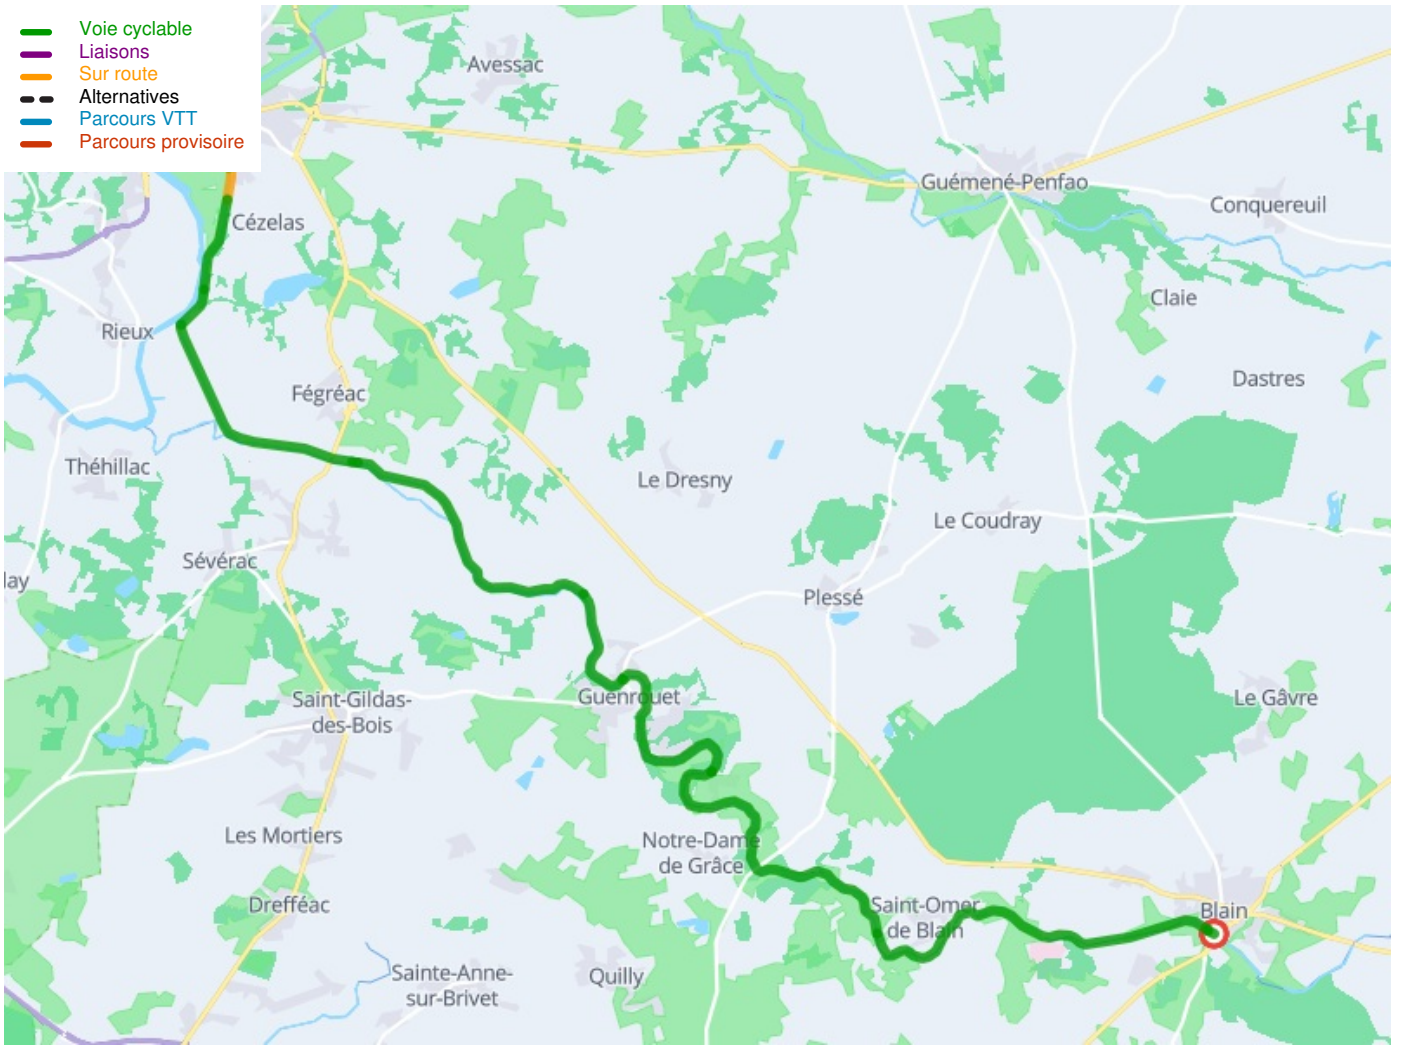 Voie cyclable
Liaisons
Sur route
Alternatives
Parcours VTT
Parcours provisoire
Avessac
Guémené-Penfao
Conquereuil
Cézelas
Claie
Rieux
Dastres
Fégréac
Théhillac
Le Dresny
Le Coudray
Sévérac
lay
Plessé
Guenrouet
Le Gâvre
Saint-Gildas-
des-Bois
Les Mortiers
Notre-Dame
de Grâce
Drefféac
Saint-Omer
de Blain
Blain
Sainte-Anne-
sur-Brivet
Quilly